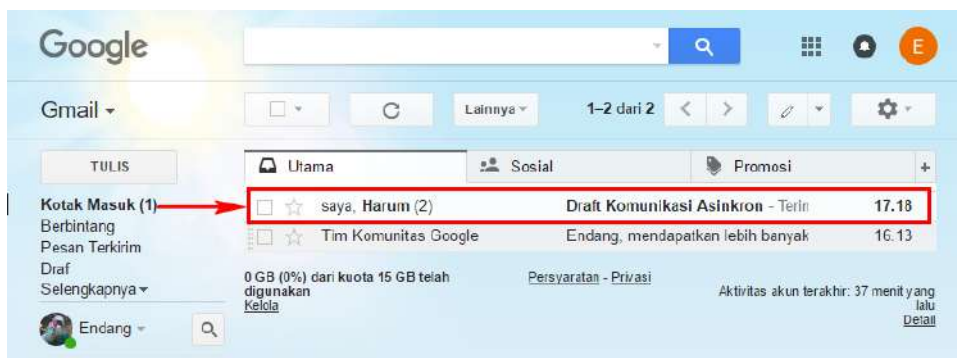 Google
E
Gmail
Lainnya
1–2 dari 2
TULIS
Utama
Sosial
Promosi
+
Kotak Masuk (1)
saya, Harum (2)
Draft Komunikasi Asinkron - Terin
17.18
Berbintang
Tim Komunitas Google
Endang, mendapatkan lebih banyak
16.13
Pesan Terkirim
Draf
Selengkapnya
0 GB (0%) dari kuota 15 GB telah
digunakan
Kelola
Persyaratan - Privasi
Aktivitas akun terakhir: 37 menit yang
lalu
Detail
Endang